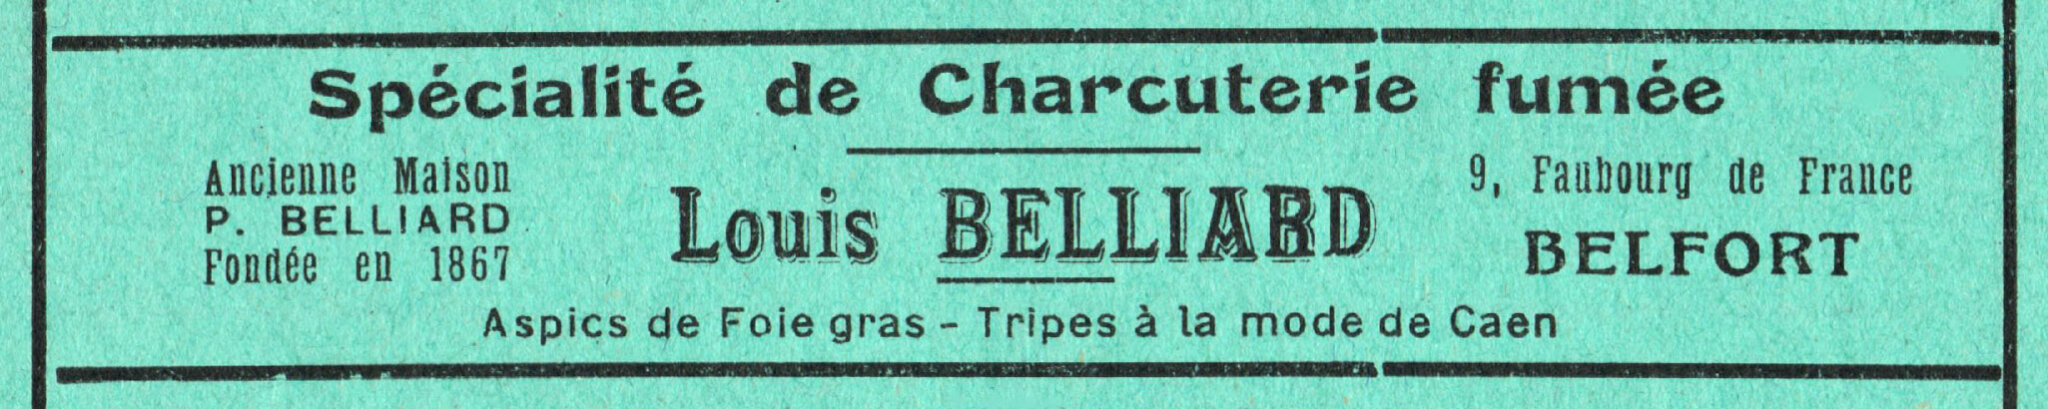 Spécialité de Charcuterie fumée
Ancienne Maison
P. BELLIARD
Fondée en 1867
Louis BELLIARD
9, Faubourg de France
BELFORT
Aspics de Foie gras - Tripes à la mode de Caen